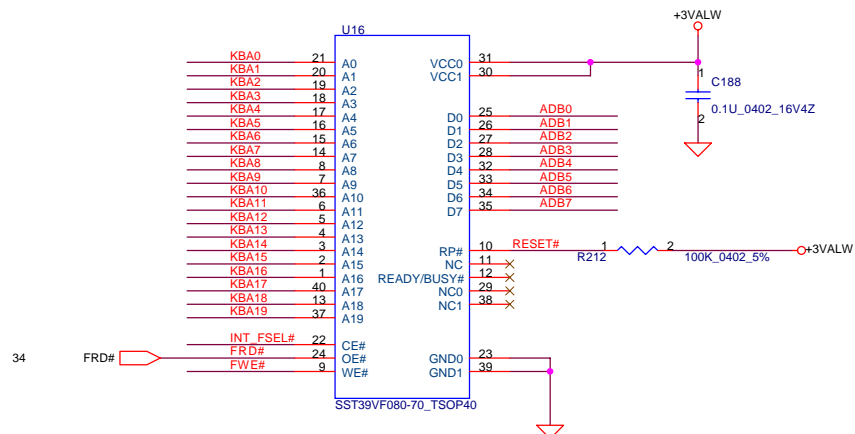 U16
+3VALW
KBA0 21 A0 VCC0 31
KBA1 20 A1 VCC1 30
KBA2 19 A2
KBA3 18 A3
KBA4 17 A4 D0 25 ADB0
KBA5 16 A5 D1 26 ADB1
KBA6 15 A6 D2 27 ADB2
KBA7 14 A7 D3 28 ADB3
KBA8 8 A8 D4 32 ADB4
KBA9 7 A9 D5 33 ADB5
KBA10 36 A10 D6 34 ADB6
KBA11 6 A11 D7 35 ADB7
KBA12 5 A12
KBA13 4 A13
KBA14 3 A14 RP# 10 RESET#
KBA15 2 A15 NC 11
KBA16 1 A16 READY/BUSY# 12
KBA17 40 A17 NC0 29
KBA18 13 A18 NC1 38
KBA19 37 A19
1
C188
0.1U_0402_16V4Z
2
1 2 +3VALW
R212 100K_0402_5%
INT_FSEL# 22 CE#
34 FRD# FRD# 24 OE# GND0 23
FWE# 9 WE# GND1 39
SST39VF080-70_TSOP40